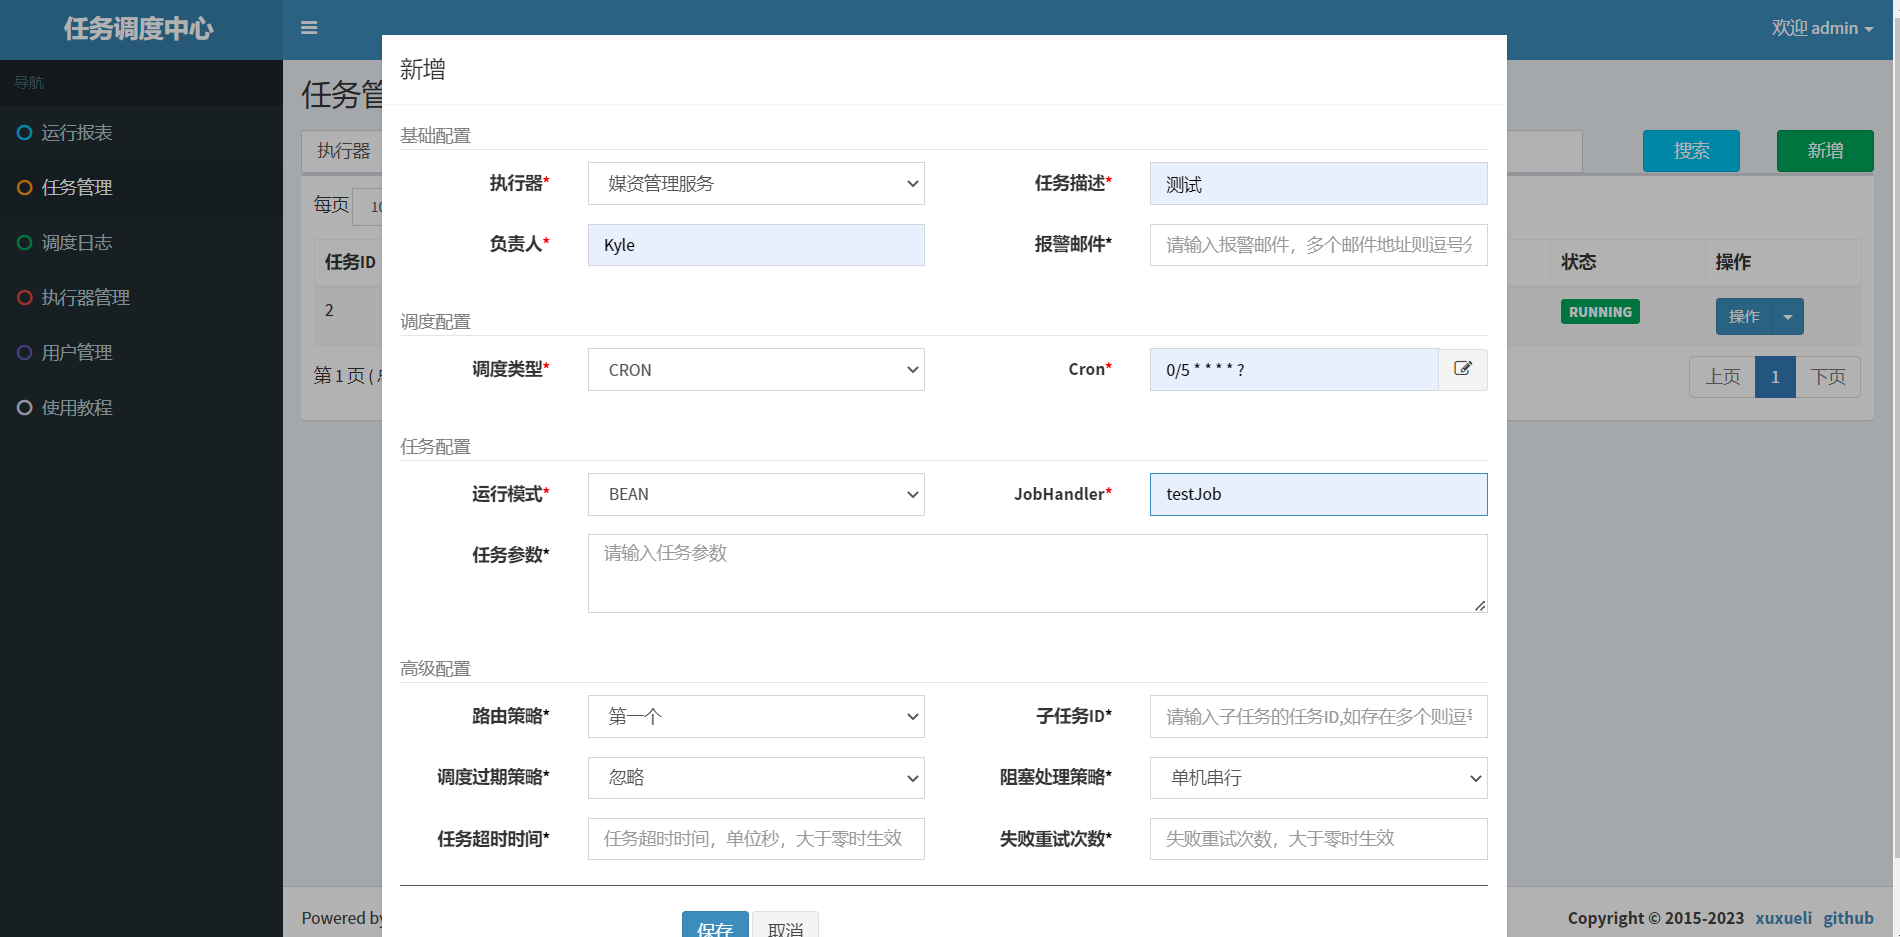 任务调度中心
欢迎 admin
导航
运行报表
任务管理
调度日志
执行器管理
用户管理
使用教程
任务管
执行器
搜索
新增
每页 10
任务ID
状态
操作
2
RUNNING
操作
第 1 页 (
上页
1
下页
新增
基础配置
执行器*
媒资管理服务
任务描述*
测试
负责人*
Kyle
报警邮件*
请输入报警邮件，多个邮件地址则逗号分
调度配置
调度类型*
CRON
Cron*
0/5 * * * * ?
任务配置
运行模式*
BEAN
JobHandler*
testJob
任务参数*
请输入任务参数
高级配置
路由策略*
第一个
子任务ID*
请输入子任务的任务ID,如存在多个则逗号
调度过期策略*
忽略
阻塞处理策略*
单机串行
任务超时时间*
任务超时时间，单位秒，大于零时生效
失败重试次数*
失败重试次数，大于零时生效
保存
取消
Powered by
Copyright © 2015-2023 xuxueli github